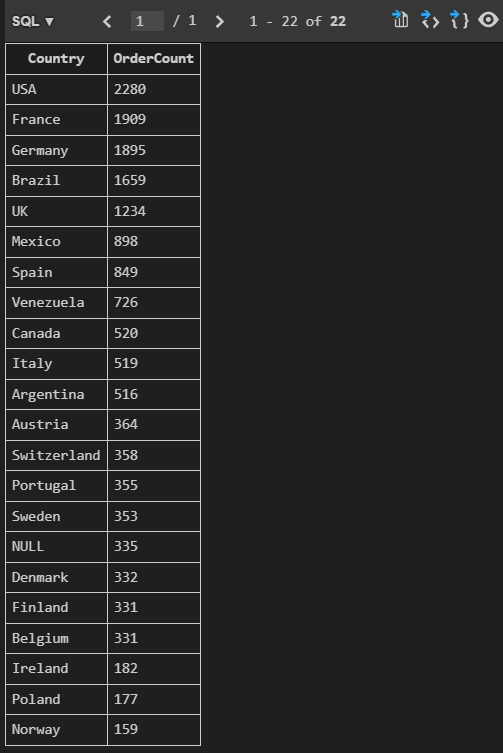 SQL ▼ < 1 / 1 > 1 - 22 of 22
Country OrderCount
USA 2280
France 1909
Germany 1895
Brazil 1659
UK 1234
Mexico 898
Spain 849
Venezuela 726
Canada 520
Italy 519
Argentina 516
Austria 364
Switzerland 358
Portugal 355
Sweden 353
NULL 335
Denmark 332
Finland 331
Belgium 331
Ireland 182
Poland 177
Norway 159